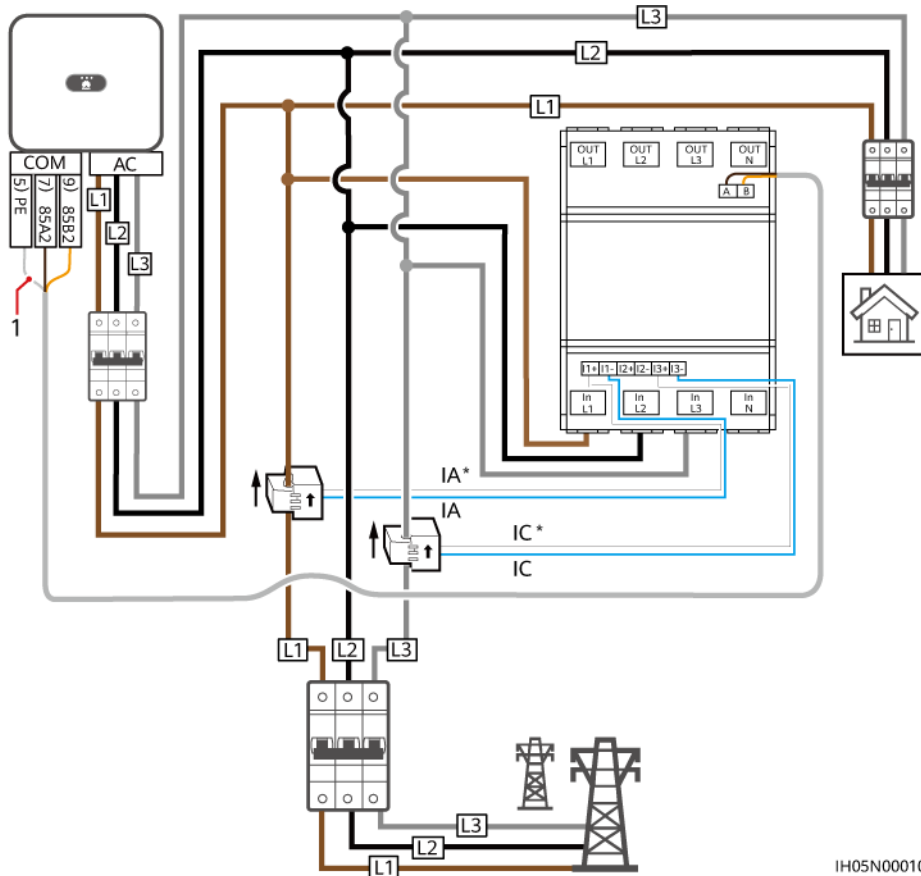 L3
L2
L1
COM
AC
5) PE
7) 85A2
9) 85B2
L1
L2
L3
1
OUT L1
OUT L2
OUT L3
OUT N
A B
I1+ I1- I2+ I2- I3+ I3-
In L1
In L2
In L3
In N
IA*
IA
IC*
IC
L1
L2
L3
L3
L2
L1